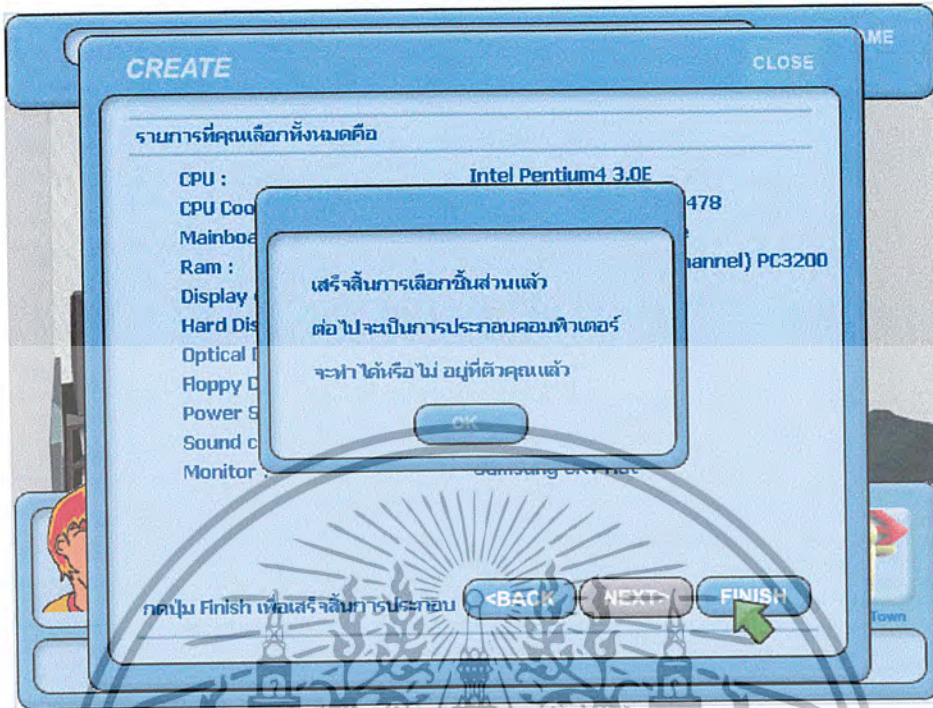 CREATE
CLOSE
รายการที่คุณเลือกทั้งหมดคือ
CPU : Intel Pentium4 3.0E
CPU 478
Ram : PC3200
Display
Hard
Optical
Floppy
Power
Sound
Monitor : Samsung
เสร็จสิ้นการเลือกชิ้นส่วนแล้ว
ต่อไปจะเป็นการประกอบคอมพิวเตอร์
จะทำได้หรือไม่ อยู่ที่ตัวคุณแล้ว
OK
กดปุ่ม Finish เพื่อเสร็จสิ้นการประกอบ
<BACK NEXT> FINISH
Town